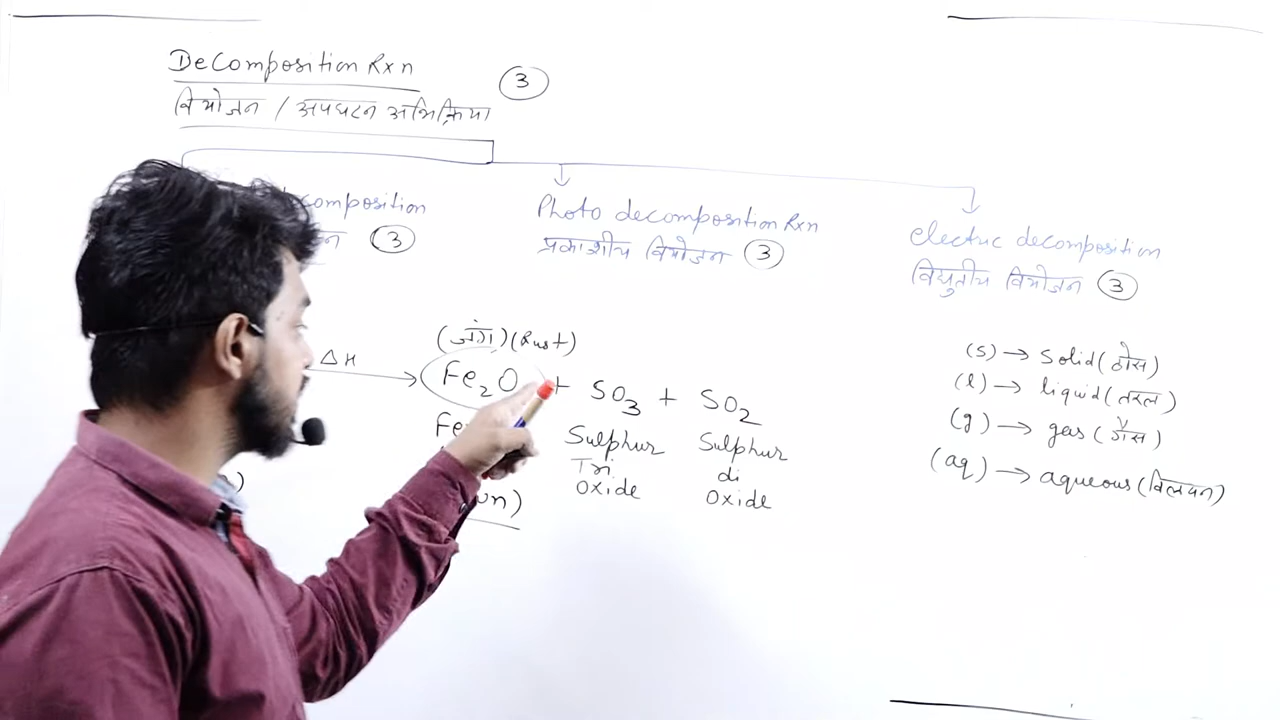 Decomposition Rxn
③
वियोजन / अपघटन अभिक्रिया
composition
③
Photo decomposition Rxn
प्रकाशीय वियोजन ③
electric decomposition
विद्युतीय वियोजन ③
ΔH
(जंग) (Rust)
Fe₂O + SO₃ + SO₂
Fe
Sulphur Tri Oxide
Sulphur di Oxide
(s) → solid (ठोस)
(l) → liquid (तरल)
(g) → gas (गैस)
(aq) → aqueous (विलयन)